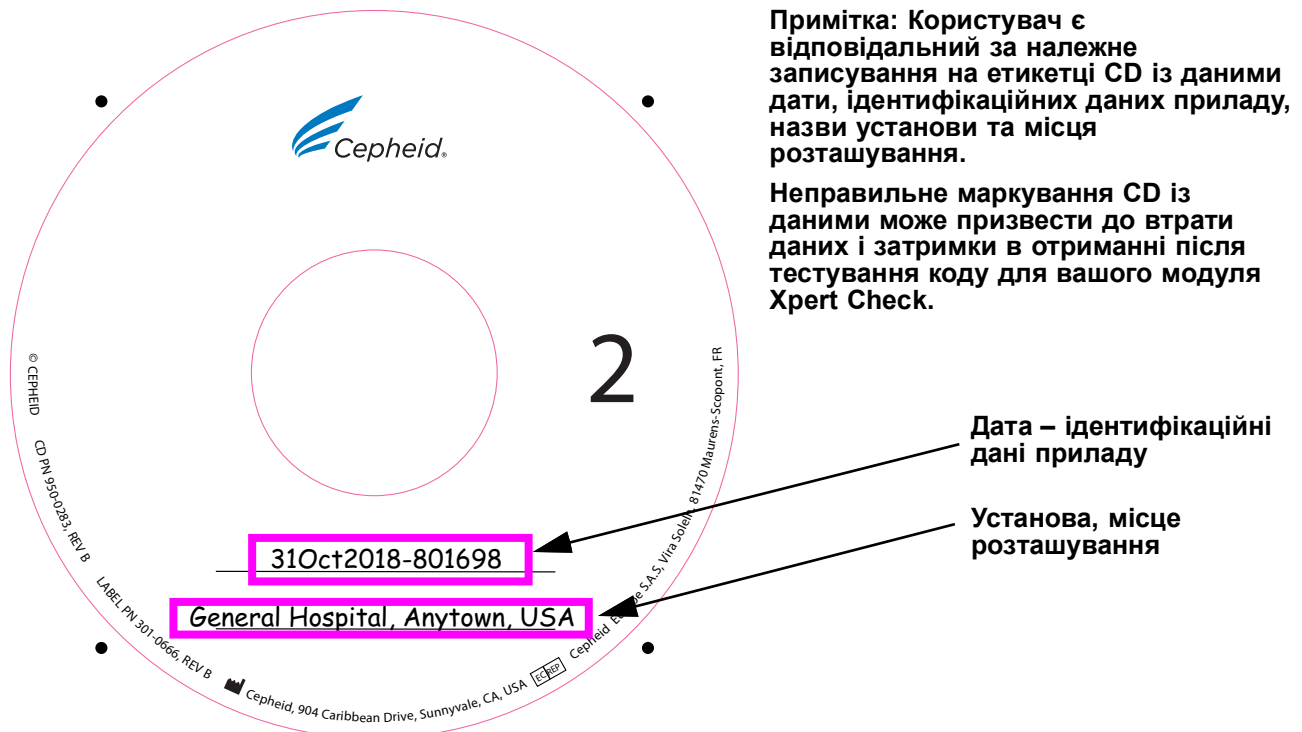 Примітка: Користувач є
відповідальний за належне
записування на етикетці CD із даними
дати, ідентифікаційних даних приладу,
назви установи та місця
розташування.
Неправильне маркування CD із
даними може призвести до втрати
даних і затримки в отриманні після
тестування коду для вашого модуля
Xpert Check.
Cepheid.
2
Дата – ідентифікаційні
дані приладу
Установа, місце
розташування
31Oct2018-801698
General Hospital, Anytown, USA
© CEPHEID
CD PN 950-0283, REV B
LABEL PN 301-0666, REV B
Cepheid, 904 Caribbean Drive, Sunnyvale, CA, USA
EC REP
Cepheid S.A.S, Vira Solelh, 81470 Maurens-Scopont, FR